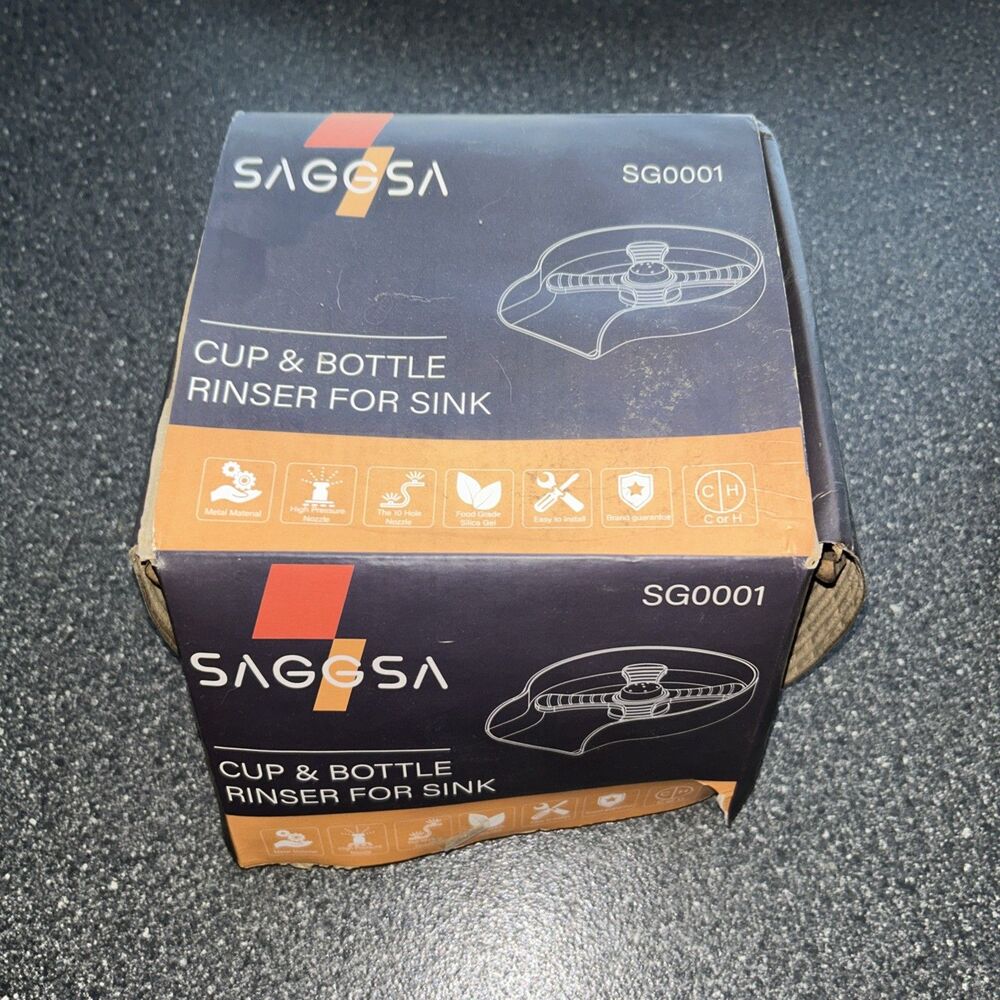 SAGGSA
SG0001
CUP & BOTTLE
RINSER FOR SINK
Metal Material
High Pressure
Nozzle
The 10 Hole
Nozzle
Food Grade
Silica Gel
Easy to Install
Brand guarantee
C H
C or H
SG0001
SAGGSA
CUP & BOTTLE
RINSER FOR SINK